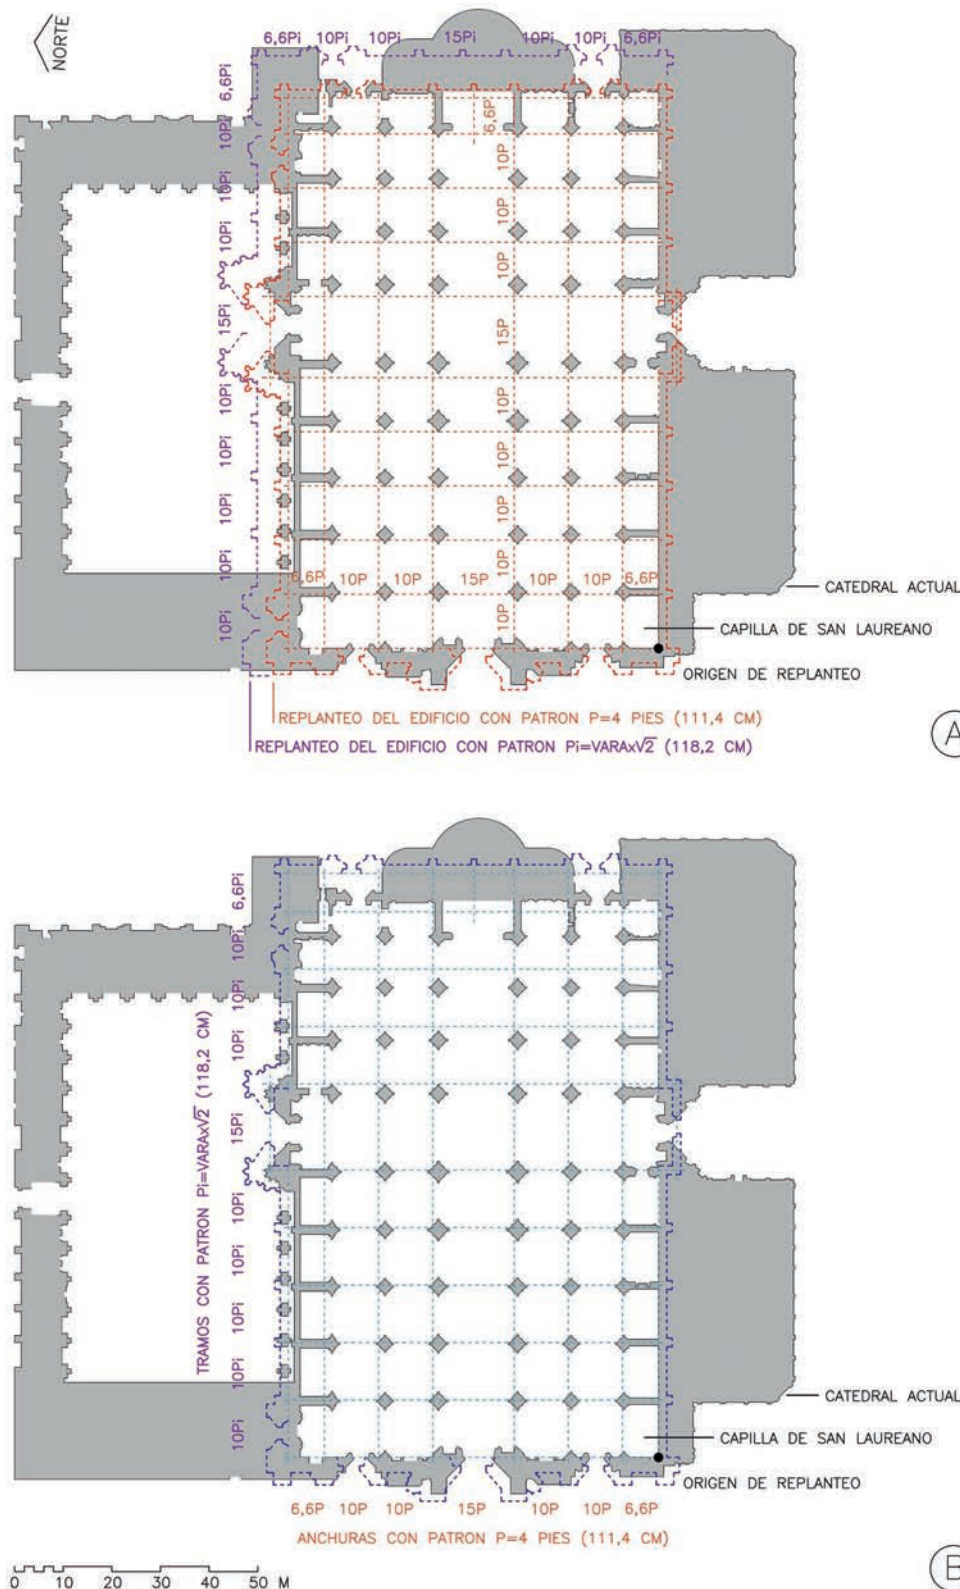 NORTE
6,6Pi 10Pi 10Pi 15Pi 10Pi 10Pi 6,6Pi
6,6Pi
10Pi
10Pi
10Pi
15Pi
10Pi
10Pi
10Pi
10Pi
10Pi
6,6P
10P
10P
10P
15P
10P
10P
10P
10P
10P
6,6P 10P 10P 15P 10P 10P 6,6P
CATEDRAL ACTUAL
CAPILLA DE SAN LAUREANO
ORIGEN DE REPLANTEO
REPLANTEO DEL EDIFICIO CON PATRON P=4 PIES (111,4 CM)
REPLANTEO DEL EDIFICIO CON PATRON Pi=VARAx√2 (118,2 CM)
A
6,6Pi
10Pi
10Pi
10Pi
15Pi
10Pi
10Pi
10Pi
10Pi
10Pi
TRAMOS CON PATRON Pi=VARAx√2 (118,2 CM)
CATEDRAL ACTUAL
CAPILLA DE SAN LAUREANO
ORIGEN DE REPLANTEO
6,6P 10P 10P 15P 10P 10P 6,6P
ANCHURAS CON PATRON P=4 PIES (111,4 CM)
B
0 10 20 30 40 50 M